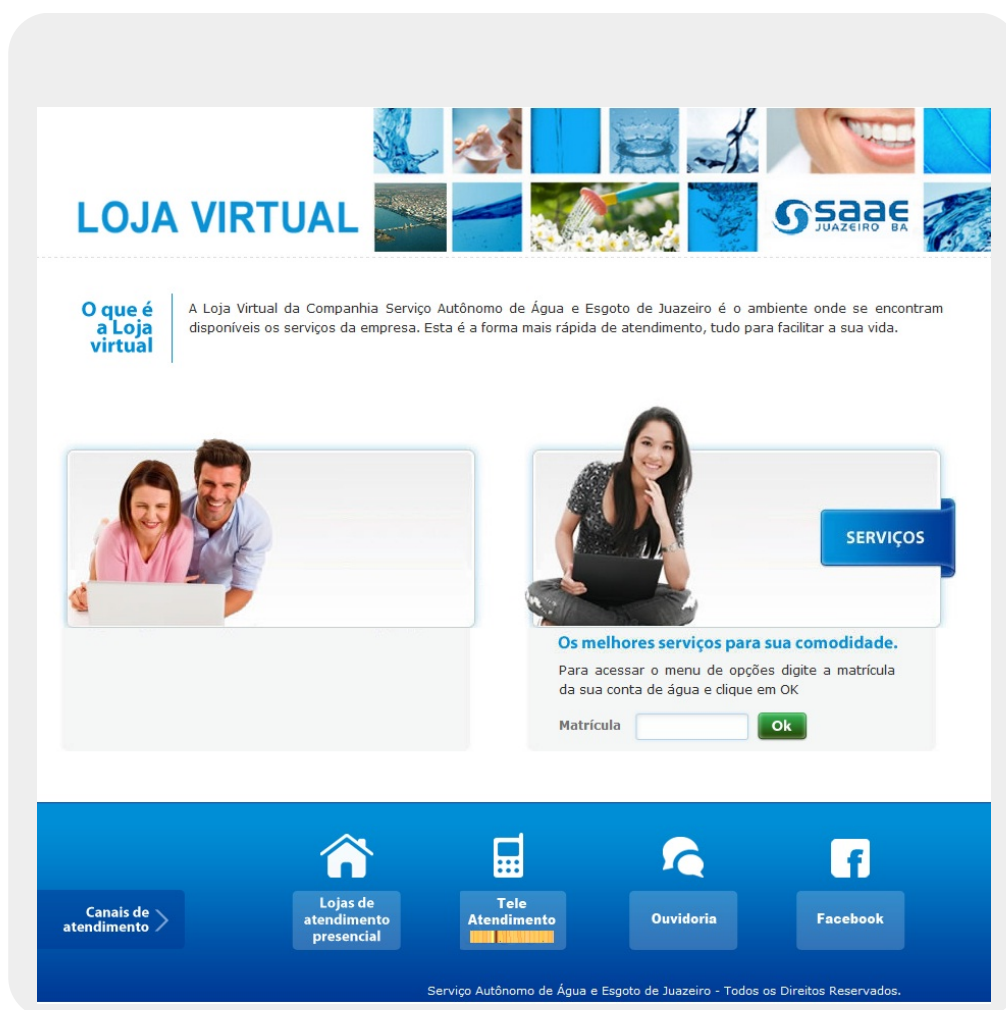 LOJA VIRTUAL
saae
JUAZEIRO BA
O que é
a Loja
virtual
A Loja Virtual da Companhia Serviço Autônomo de Água e Esgoto de Juazeiro é o ambiente onde se encontram
disponíveis os serviços da empresa. Esta é a forma mais rápida de atendimento, tudo para facilitar a sua vida.
SERVIÇOS
Os melhores serviços para sua comodidade.
Para acessar o menu de opções digite a matrícula
da sua conta de água e clique em OK
Matrícula
Ok
Canais de
atendimento
Lojas de
atendimento
presencial
Tele
Atendimento
Ouvidoria
Facebook
Serviço Autônomo de Água e Esgoto de Juazeiro - Todos os Direitos Reservados.